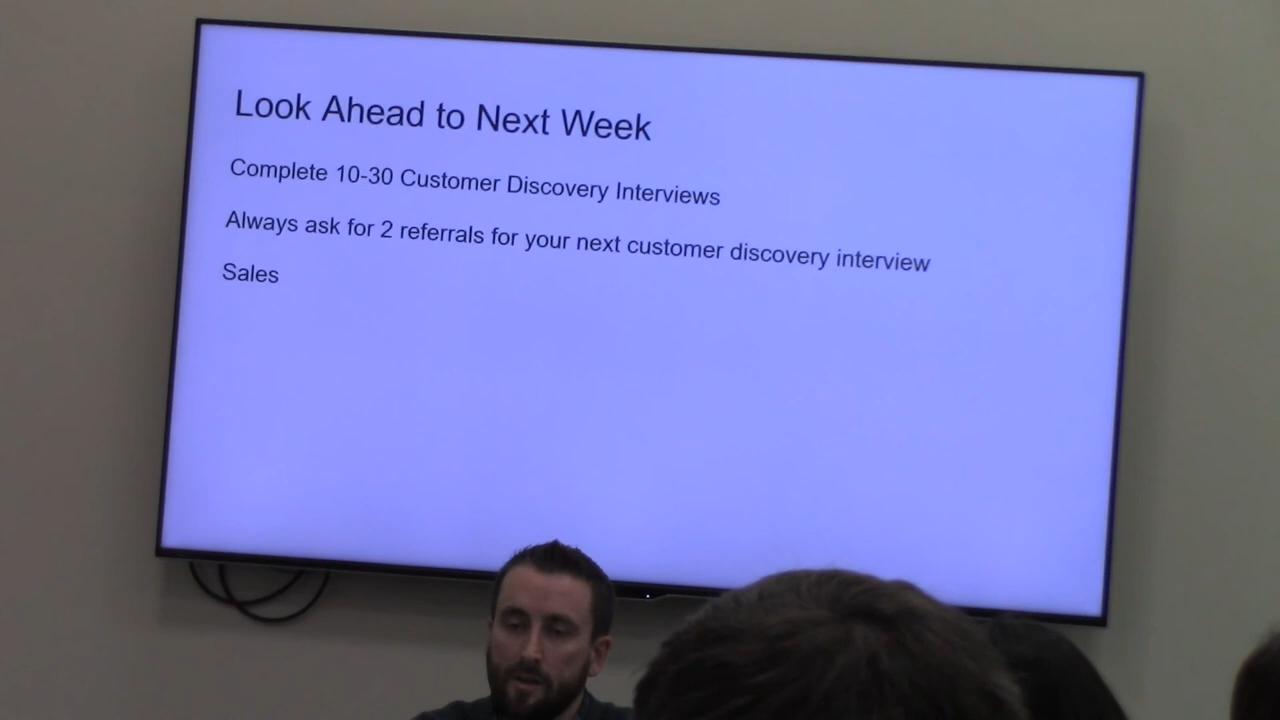 Look Ahead to Next Week
Complete 10-30 Customer Discovery Interviews
Always ask for 2 referrals for your next customer discovery interview
Sales